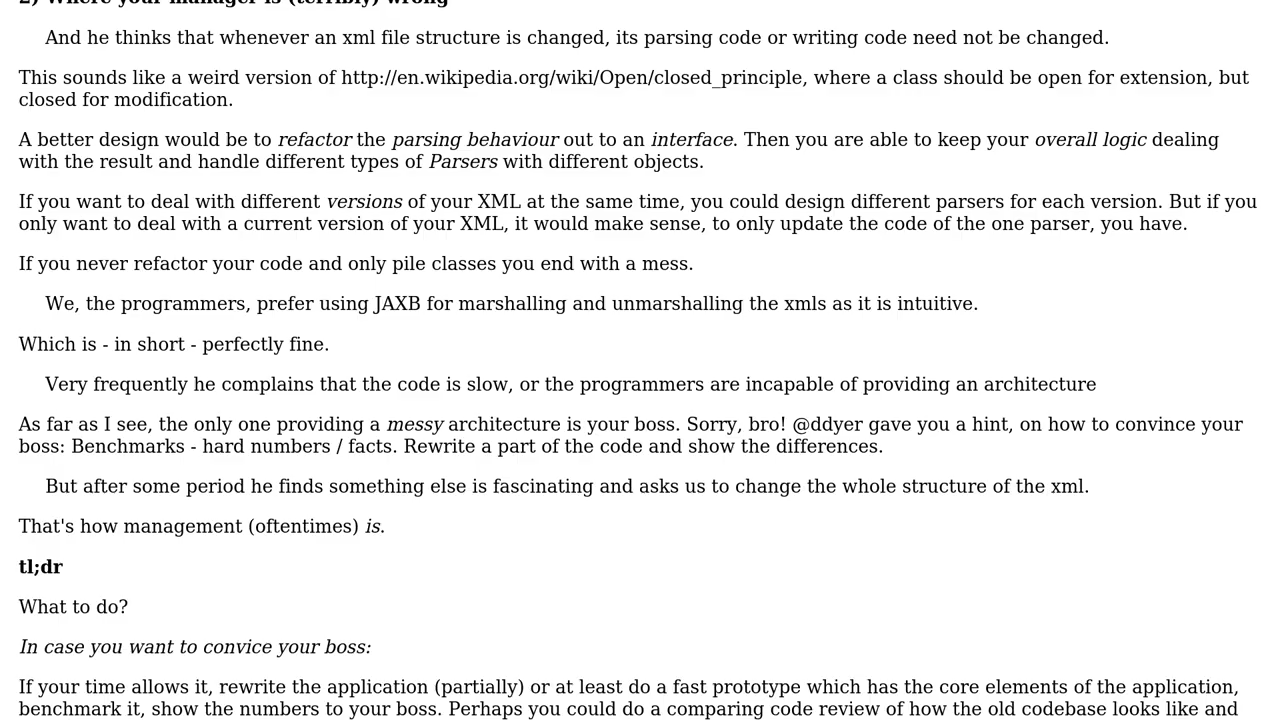 2) Where your manager is (terribly) wrong
And he thinks that whenever an xml file structure is changed, its parsing code or writing code need not be changed.
This sounds like a weird version of http://en.wikipedia.org/wiki/Open/closed_principle, where a class should be open for extension, but
closed for modification.
A better design would be to refactor the parsing behaviour out to an interface. Then you are able to keep your overall logic dealing
with the result and handle different types of Parsers with different objects.
If you want to deal with different versions of your XML at the same time, you could design different parsers for each version. But if you
only want to deal with a current version of your XML, it would make sense, to only update the code of the one parser, you have.
If you never refactor your code and only pile classes you end with a mess.
We, the programmers, prefer using JAXB for marshalling and unmarshalling the xmls as it is intuitive.
Which is - in short - perfectly fine.
Very frequently he complains that the code is slow, or the programmers are incapable of providing an architecture
As far as I see, the only one providing a messy architecture is your boss. Sorry, bro! @ddyer gave you a hint, on how to convince your
boss: Benchmarks - hard numbers / facts. Rewrite a part of the code and show the differences.
But after some period he finds something else is fascinating and asks us to change the whole structure of the xml.
That's how management (oftentimes) is.
tl;dr
What to do?
In case you want to convice your boss:
If your time allows it, rewrite the application (partially) or at least do a fast prototype which has the core elements of the application,
benchmark it, show the numbers to your boss. Perhaps you could do a comparing code review of how the old codebase looks like and